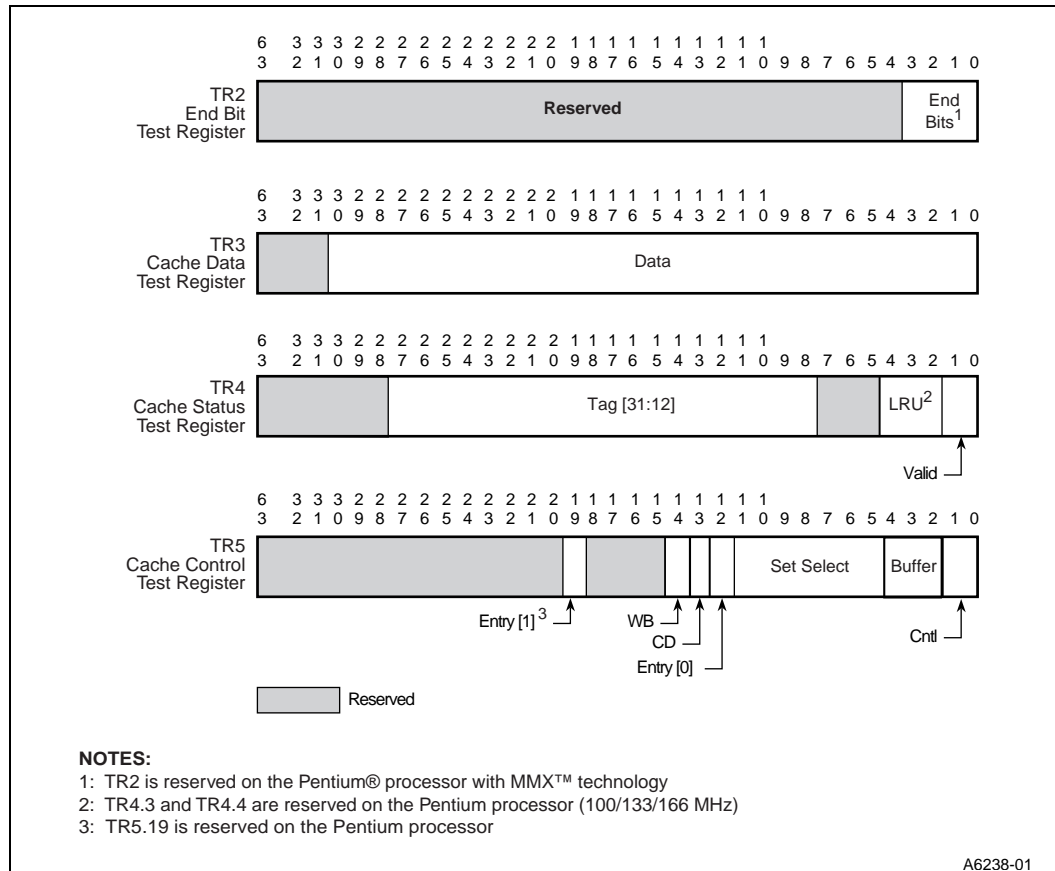 6 3 3 3 2 2 2 2 2 2 2 2 2 2 1 1 1 1 1 1 1 1 1 1
3 2 1 0 9 8 7 6 5 4 3 2 1 0 9 8 7 6 5 4 3 2 1 0 9 8 7 6 5 4 3 2 1 0
TR2
End Bit
Test Register
Reserved
End
Bits1
6 3 3 3 2 2 2 2 2 2 2 2 2 2 1 1 1 1 1 1 1 1 1 1
3 2 1 0 9 8 7 6 5 4 3 2 1 0 9 8 7 6 5 4 3 2 1 0 9 8 7 6 5 4 3 2 1 0
TR3
Cache Data
Test Register
Data
6 3 3 3 2 2 2 2 2 2 2 2 2 2 1 1 1 1 1 1 1 1 1 1
3 2 1 0 9 8 7 6 5 4 3 2 1 0 9 8 7 6 5 4 3 2 1 0 9 8 7 6 5 4 3 2 1 0
TR4
Cache Status
Test Register
Tag [31:12]
LRU2
Valid
6 3 3 3 2 2 2 2 2 2 2 2 2 2 1 1 1 1 1 1 1 1 1 1
3 2 1 0 9 8 7 6 5 4 3 2 1 0 9 8 7 6 5 4 3 2 1 0 9 8 7 6 5 4 3 2 1 0
TR5
Cache Control
Test Register
Set Select
Buffer
Entry [1] 3
WB
CD
Entry [0]
Cntl
Reserved
NOTES:
1: TR2 is reserved on the Pentium® processor with MMX™ technology
2: TR4.3 and TR4.4 are reserved on the Pentium processor (100/133/166 MHz)
3: TR5.19 is reserved on the Pentium processor
A6238-01